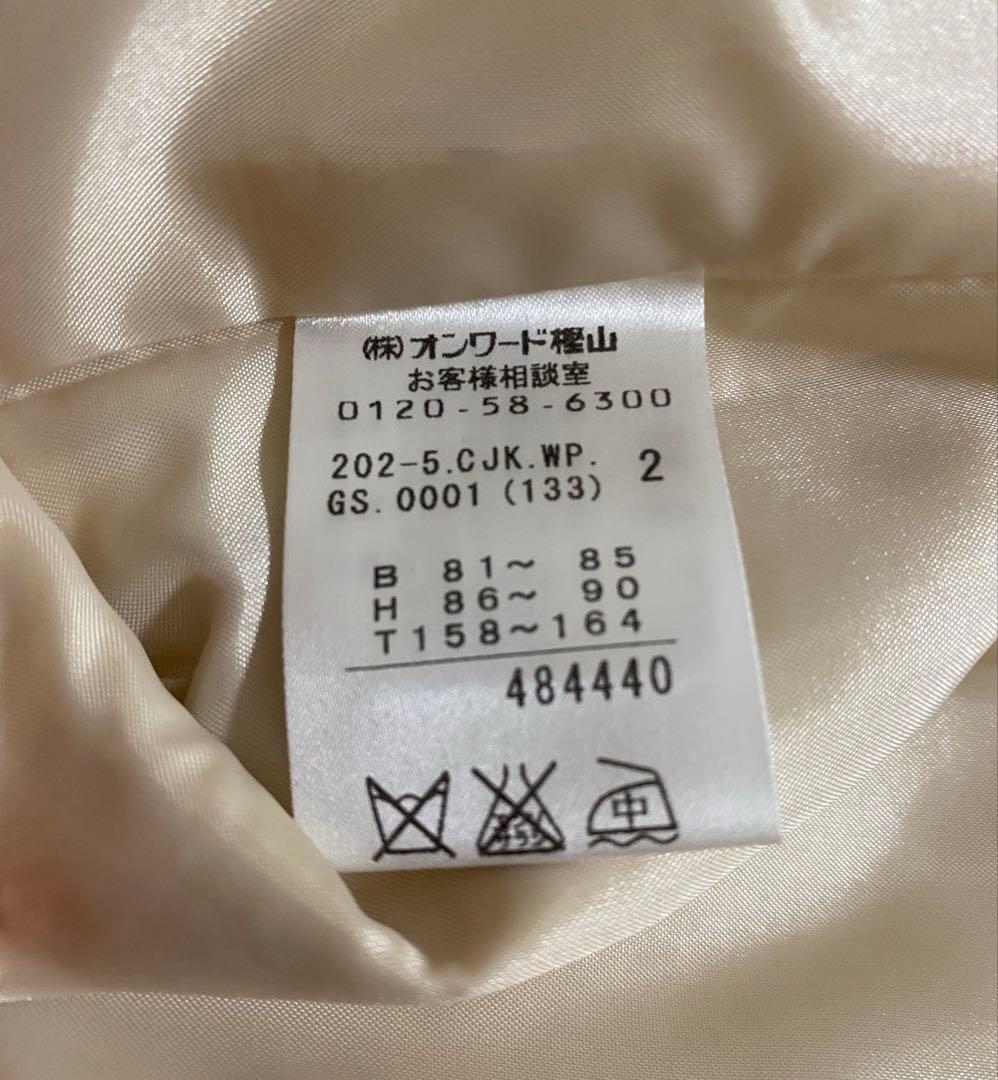 (株)オンワード樫山
お客様相談室
0120-58-6300
202-5.CJK.WP. 2
GS.0001(133)
B 81～ 85
H 86～ 90
T158～164
484440
中